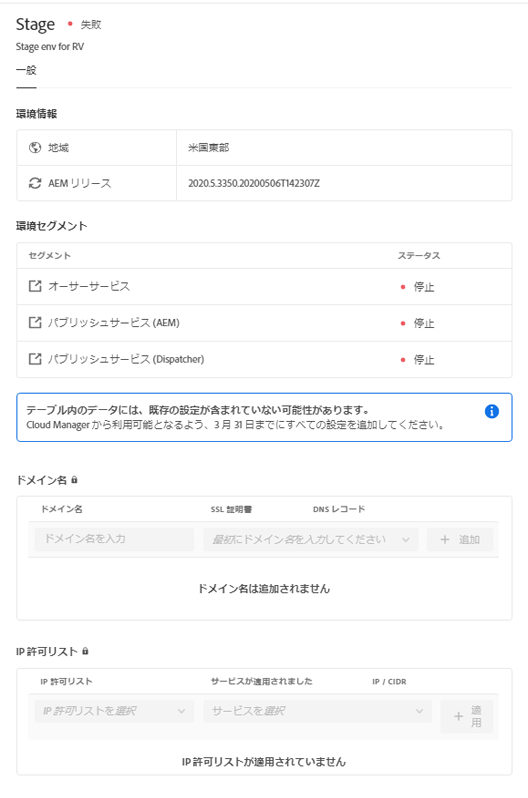 Stage 失敗
Stage env for RV
一般
環境情報
地域 米国東部
AEM リリース 2020.5.3350.20200506T142307Z
環境セグメント
セグメント ステータス
オーサーサービス 停止
パブリッシュサービス (AEM) 停止
パブリッシュサービス (Dispatcher) 停止
テーブル内のデータには、既存の設定が含まれていない可能性があります。
Cloud Manager から利用可能となるよう、3 月 31 日までにすべての設定を追加してください。
ドメイン名
ドメイン名 SSL 証明書 DNS レコード
ドメイン名を入力 最初にドメイン名を入力してください + 追加
ドメイン名は追加されません
IP 許可リスト
IP 許可リスト サービスが適用されました IP / CIDR
IP 許可リストを選択 サービスを選択 + 適用
IP 許可リストが適用されていません